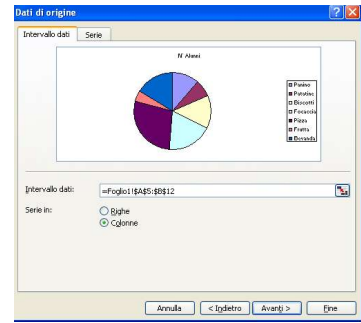 Dati di origine
Intervallo dati
Serie
N° Alunni
Panino
Patatine
Biscotti
Focaccia
Pizza
Frutta
Bevanda
Intervallo dati:
=Foglio1!$A$5:$B$12
Serie in:
Righe
Colonne
Annulla
< Indietro
Avanti >
Fine